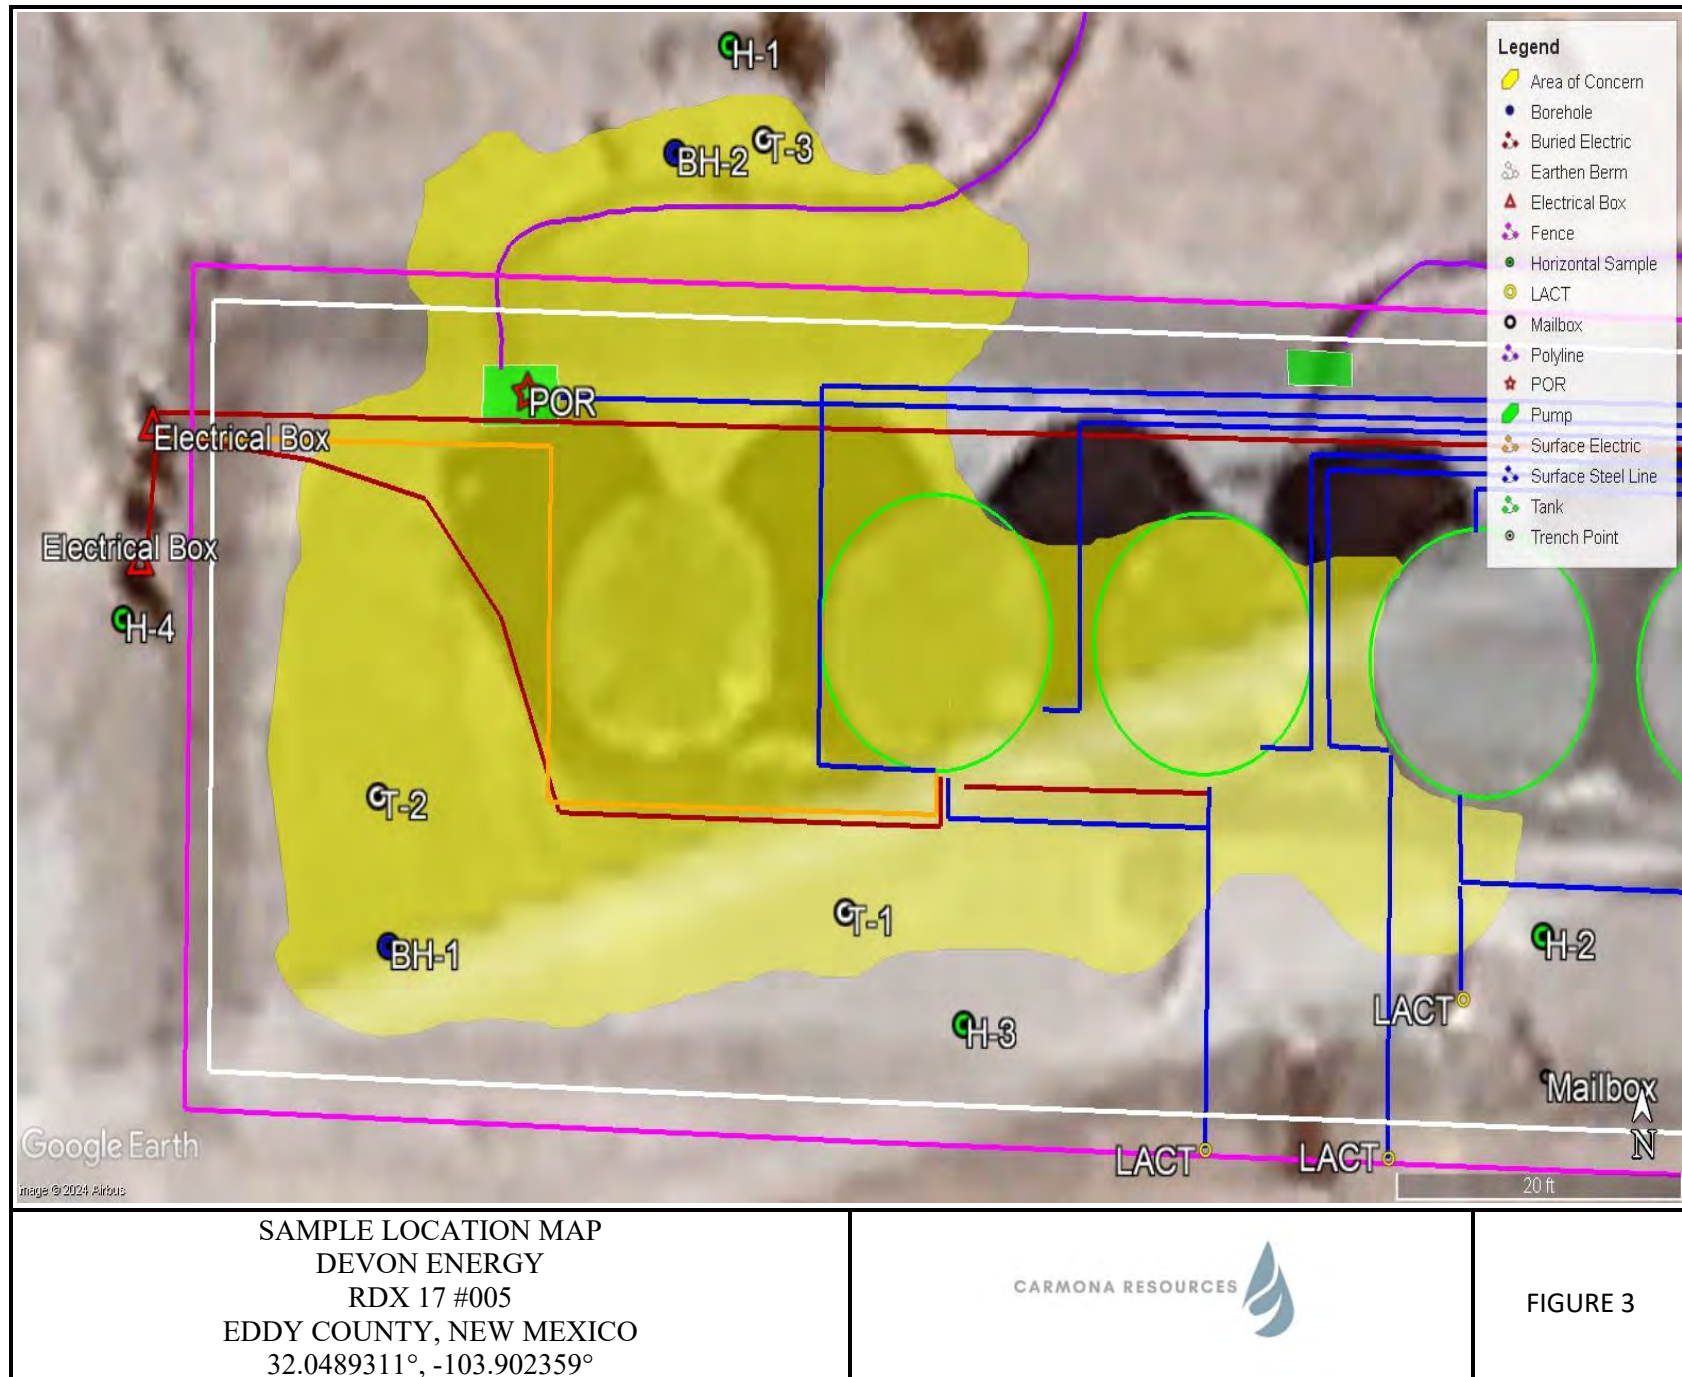 H-1
BH-2
T-3
POR
Electrical Box
Electrical Box
H-4
T-2
T-1
BH-1
H-2
H-3
LACT
Mailbox
LACT
LACT
N
20 ft
Google Earth
Image © 2024 Airbus
Legend
Area of Concern
Borehole
Buried Electric
Earthen Berm
Electrical Box
Fence
Horizontal Sample
LACT
Mailbox
Polyline
POR
Pump
Surface Electric
Surface Steel Line
Tank
Trench Point
SAMPLE LOCATION MAP
DEVON ENERGY
RDX 17 #005
EDDY COUNTY, NEW MEXICO
32.0489311°, -103.902359°
CARMONA RESOURCES
FIGURE 3